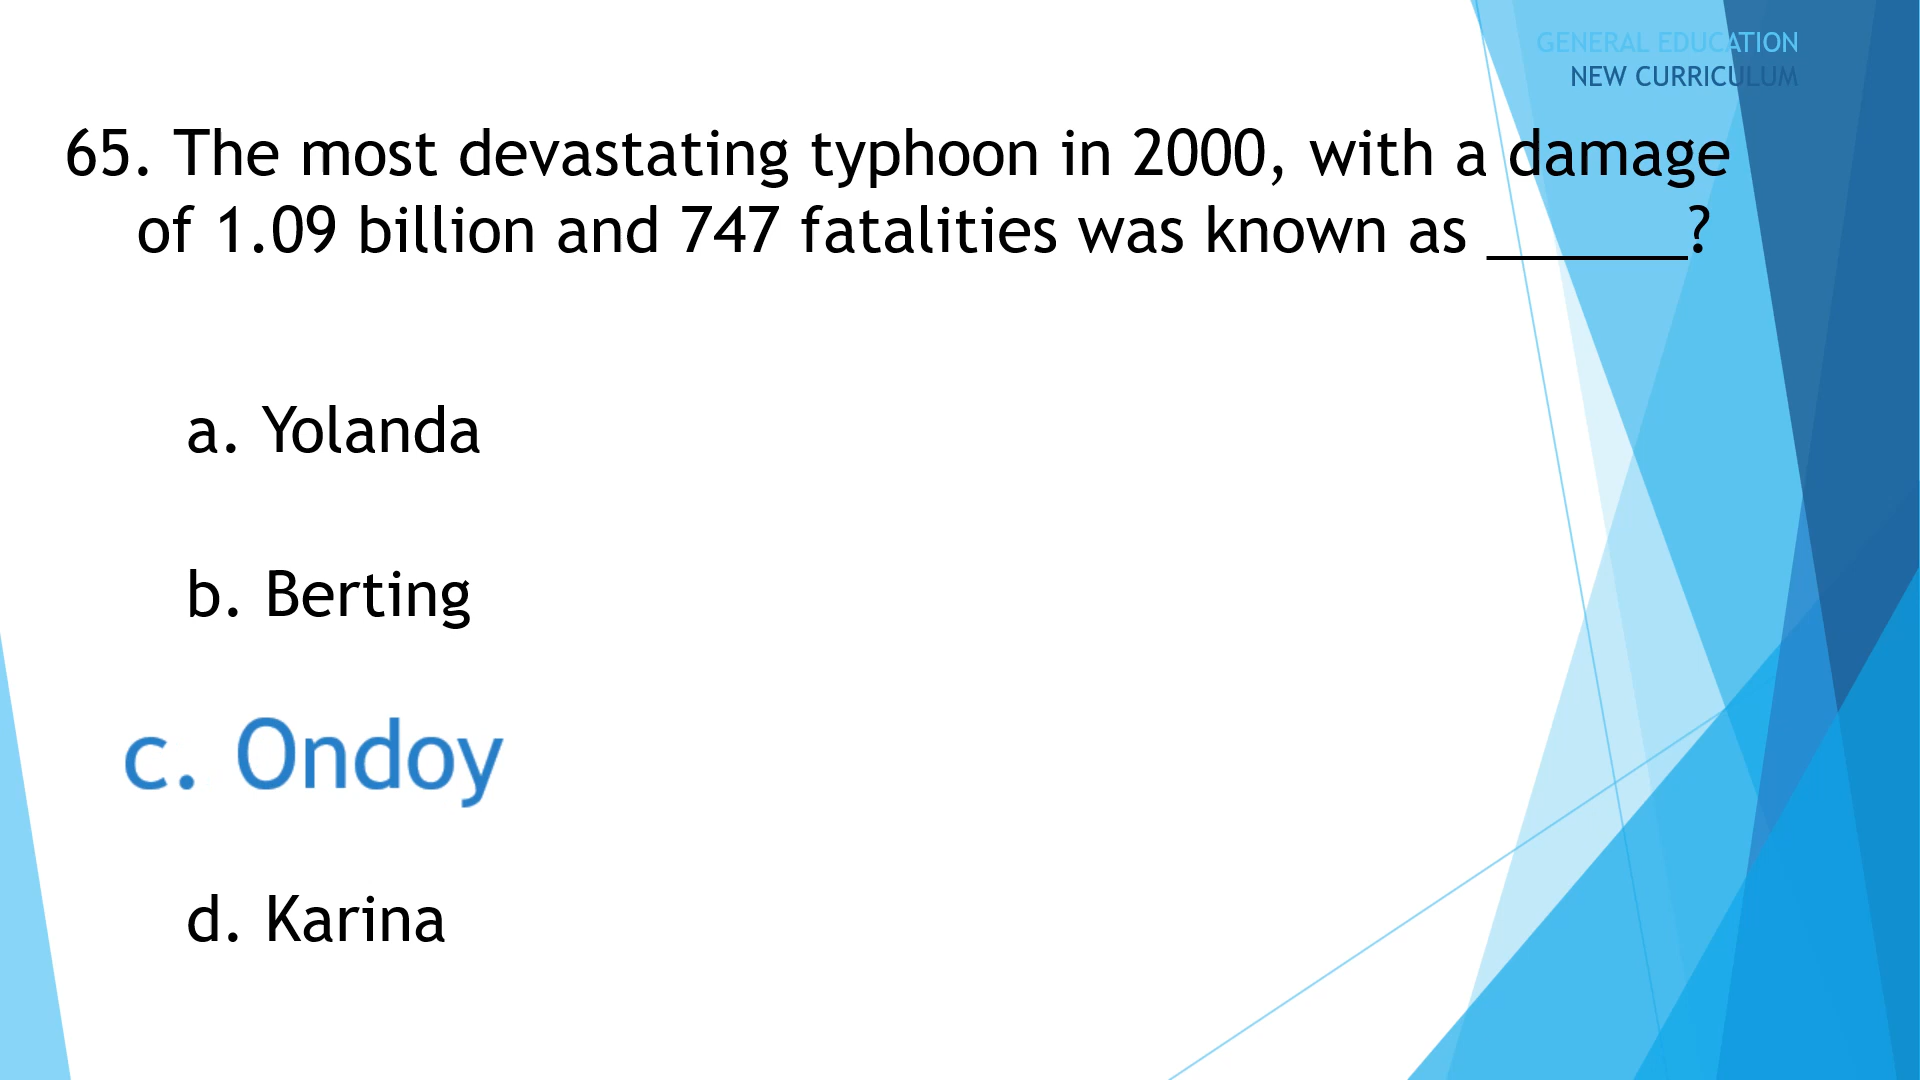 GENERAL EDUCATION
NEW CURRICULUM
65. The most devastating typhoon in 2000, with a damage
of 1.09 billion and 747 fatalities was known as ______?
a. Yolanda
b. Berting
c. Ondoy
d. Karina